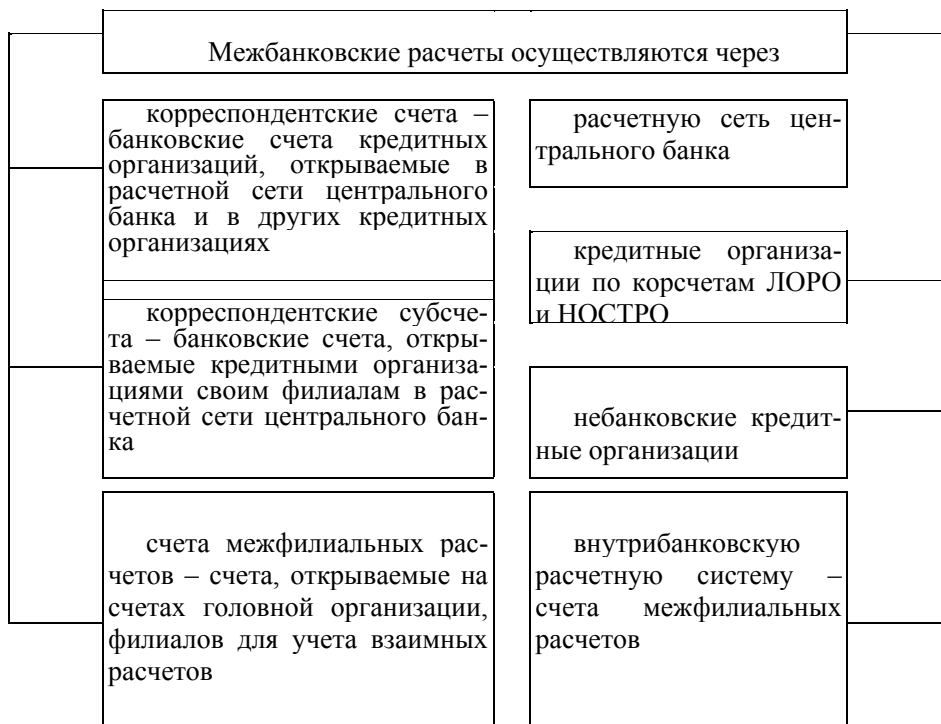 Межбанковские расчеты осуществляются через
корреспондентские счета –
банковские счета кредитных
организаций, открываемые в
расчетной сети центрального
банка и в других кредитных
организациях
корреспондентские субсче-
та – банковские счета, откры-
ваемые кредитными организа-
циями своим филиалам в рас-
четной сети центрального бан-
ка
счета межфилиальных рас-
четов – счета, открываемые на
счетах головной организации,
филиалов для учета взаимных
расчетов
расчетную сеть цен-
трального банка
кредитные организа-
ции по корсчетам ЛОРО
и НОСТРО
небанковские кредит-
ные организации
внутрибанковскую
расчетную систему –
счета межфилиальных
расчетов